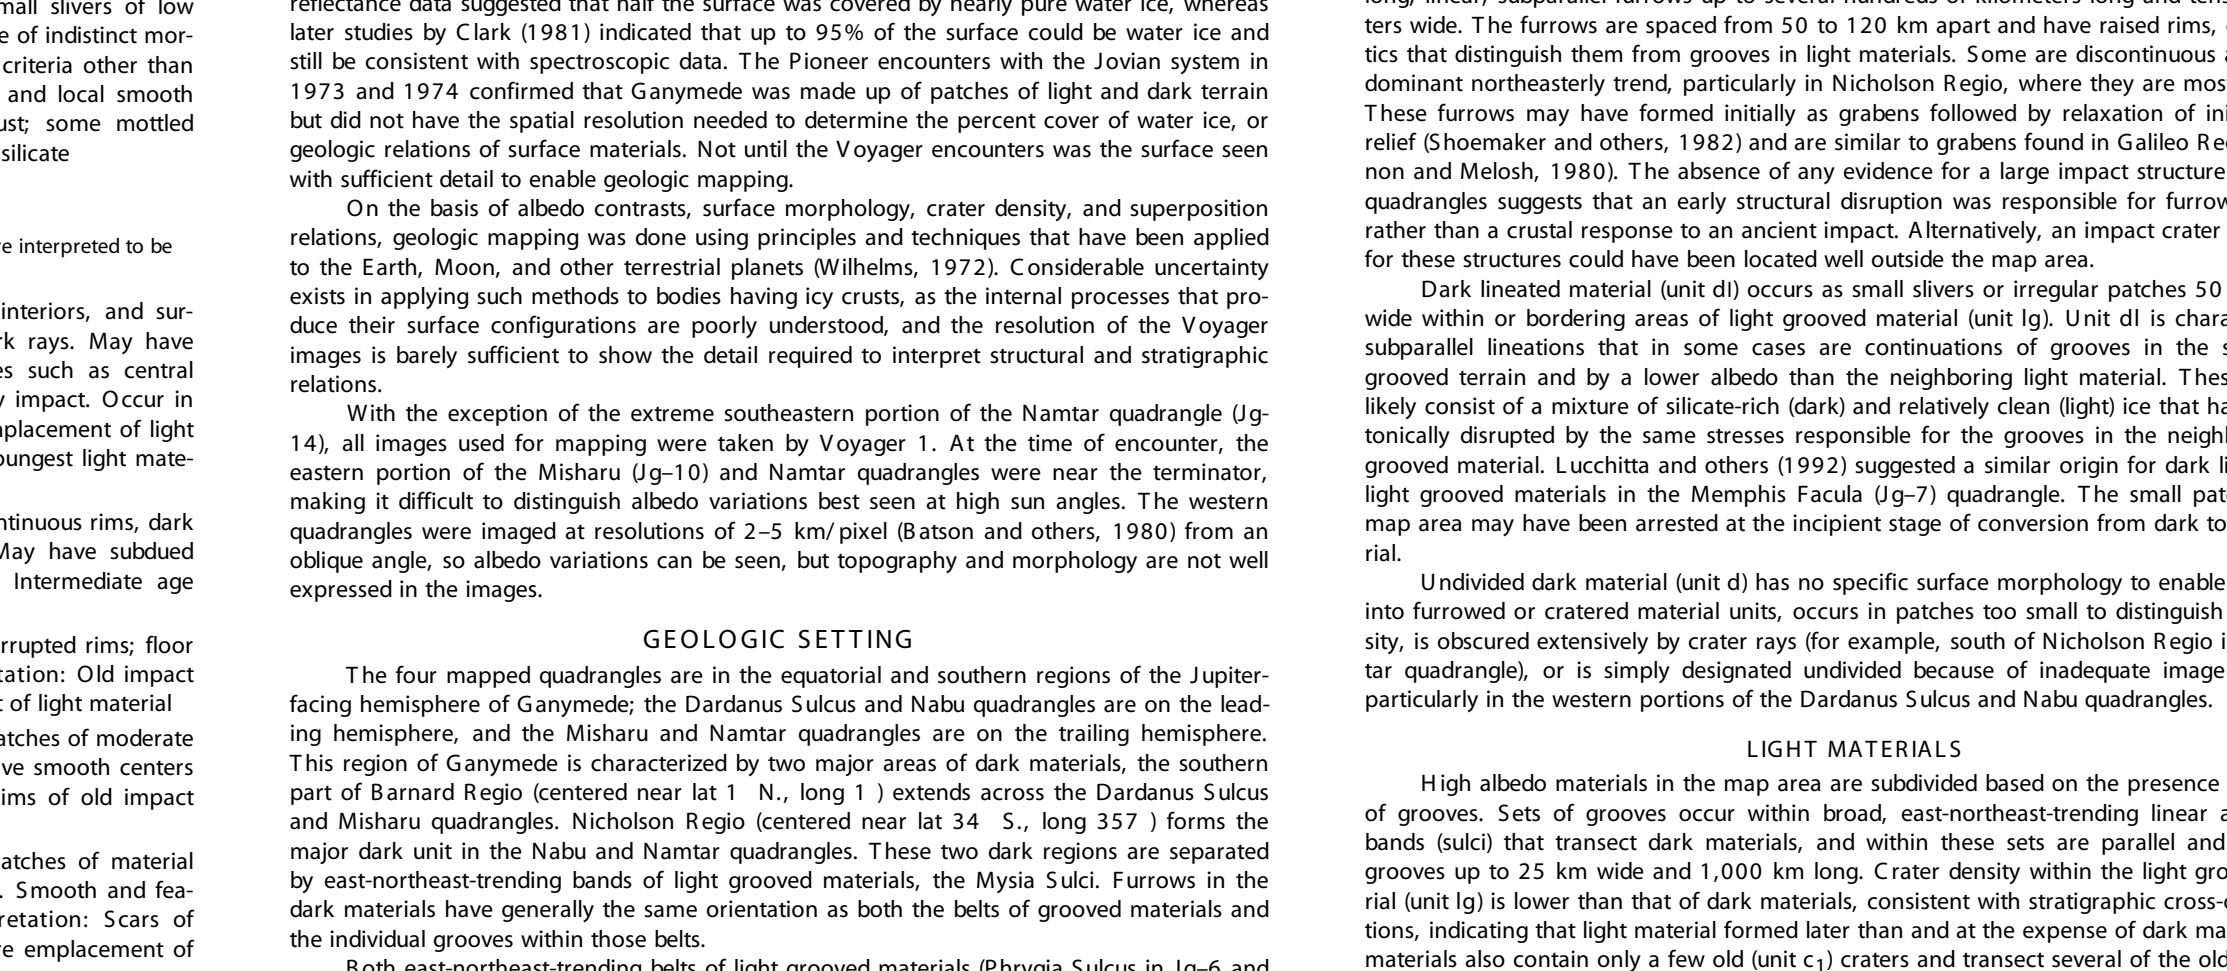 mall slivers of low
e of indistinct mor-
criteria other than
and local smooth
ust; some mottled
silicate
re interpreted to be
interiors, and sur-
rk rays. May have
es such as central
y impact. Occur in
mplacement of light
oungest light mate-
ntinuous rims, dark
May have subdued
Intermediate age
rrupted rims; floor
tation: Old impact
t of light material
atches of moderate
ve smooth centers
ims of old impact
atches of material
. Smooth and fea-
retation: Scars of
re emplacement of
reflectance data suggested that half the surface was covered by nearly pure water ice, whereas
later studies by Clark (1981) indicated that up to 95% of the surface could be water ice and
still be consistent with spectroscopic data. The Pioneer encounters with the Jovian system in
1973 and 1974 confirmed that Ganymede was made up of patches of light and dark terrain
but did not have the spatial resolution needed to determine the percent cover of water ice, or
geologic relations of surface materials. Not until the Voyager encounters was the surface seen
with sufficient detail to enable geologic mapping.
On the basis of albedo contrasts, surface morphology, crater density, and superposition
relations, geologic mapping was done using principles and techniques that have been applied
to the Earth, Moon, and other terrestrial planets (Wilhelms, 1972). Considerable uncertainty
exists in applying such methods to bodies having icy crusts, as the internal processes that pro-
duce their surface configurations are poorly understood, and the resolution of the Voyager
images is barely sufficient to show the detail required to interpret structural and stratigraphic
relations.
With the exception of the extreme southeastern portion of the Namtar quadrangle (Jg-
14), all images used for mapping were taken by Voyager 1. At the time of encounter, the
eastern portion of the Misharu (Jg–10) and Namtar quadrangles were near the terminator,
making it difficult to distinguish albedo variations best seen at high sun angles. The western
quadrangles were imaged at resolutions of 2–5 km/pixel (Batson and others, 1980) from an
oblique angle, so albedo variations can be seen, but topography and morphology are not well
expressed in the images.
GEOLOGIC SETTING
The four mapped quadrangles are in the equatorial and southern regions of the Jupiter-
facing hemisphere of Ganymede; the Dardanus Sulcus and Nabu quadrangles are on the lead-
ing hemisphere, and the Misharu and Namtar quadrangles are on the trailing hemisphere.
This region of Ganymede is characterized by two major areas of dark materials, the southern
part of Barnard Regio (centered near lat 1 N., long 1 ) extends across the Dardanus Sulcus
and Misharu quadrangles. Nicholson Regio (centered near lat 34 S., long 357 ) forms the
major dark unit in the Nabu and Namtar quadrangles. These two dark regions are separated
by east-northeast-trending bands of light grooved materials, the Mysia Sulci. Furrows in the
dark materials have generally the same orientation as both the belts of grooved materials and
the individual grooves within those belts.
Both east-northeast-trending belts of light grooved materials (Phrygia Sulcus in Jg–6 and
long, linear, subparallel furrows up to several hundreds of kilometers long and tens
ters wide. The furrows are spaced from 50 to 120 km apart and have raised rims,
tics that distinguish them from grooves in light materials. Some are discontinuous a
dominant northeasterly trend, particularly in Nicholson Regio, where they are mos
These furrows may have formed initially as grabens followed by relaxation of ini
relief (Shoemaker and others, 1982) and are similar to grabens found in Galileo Re
non and Melosh, 1980). The absence of any evidence for a large impact structure
quadrangles suggests that an early structural disruption was responsible for furrow
rather than a crustal response to an ancient impact. Alternatively, an impact crater
for these structures could have been located well outside the map area.
Dark lineated material (unit dl) occurs as small slivers or irregular patches 50
wide within or bordering areas of light grooved material (unit lg). Unit dl is chara
subparallel lineations that in some cases are continuations of grooves in the s
grooved terrain and by a lower albedo than the neighboring light material. Thes
likely consist of a mixture of silicate-rich (dark) and relatively clean (light) ice that ha
tonically disrupted by the same stresses responsible for the grooves in the neighb
grooved material. Lucchitta and others (1992) suggested a similar origin for dark li
light grooved materials in the Memphis Facula (Jg–7) quadrangle. The small pat
map area may have been arrested at the incipient stage of conversion from dark to
rial.
Undivided dark material (unit d) has no specific surface morphology to enable
into furrowed or cratered material units, occurs in patches too small to distinguish
sity, is obscured extensively by crater rays (for example, south of Nicholson Regio i
tar quadrangle), or is simply designated undivided because of inadequate image
particularly in the western portions of the Dardanus Sulcus and Nabu quadrangles.
LIGHT MATERIALS
High albedo materials in the map area are subdivided based on the presence
of grooves. Sets of grooves occur within broad, east-northeast-trending linear a
bands (sulci) that transect dark materials, and within these sets are parallel and
grooves up to 25 km wide and 1,000 km long. Crater density within the light gro
rial (unit lg) is lower than that of dark materials, consistent with stratigraphic cross-c
tions, indicating that light material formed later than and at the expense of dark ma
materials also contain only a few old (unit c1) craters and transect several of the old